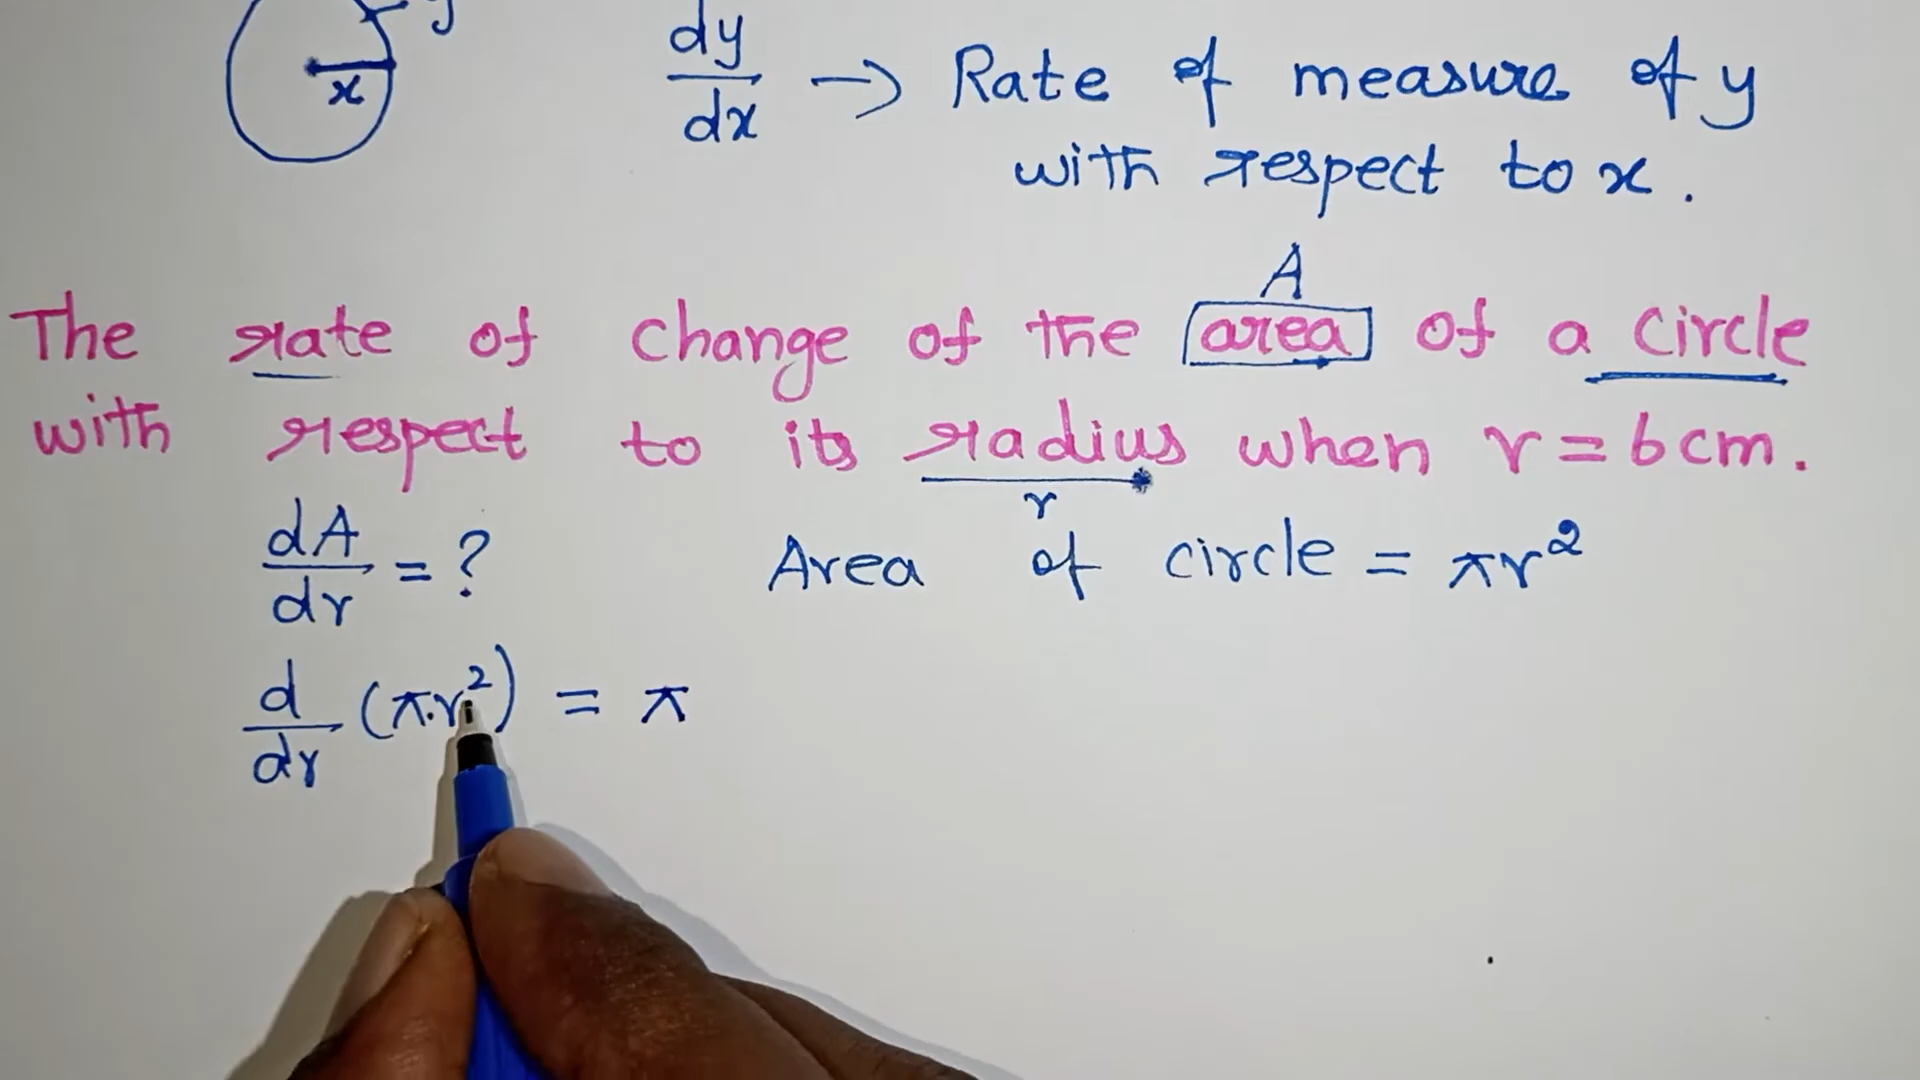 y
x
dy/dx → Rate of measure of y
with respect to x.
A
The rate of change of the area of a circle
with respect to its radius when r = 6cm.
r
dA/dr = ?
Area of circle = πr²
d/dr (π.r²) = π